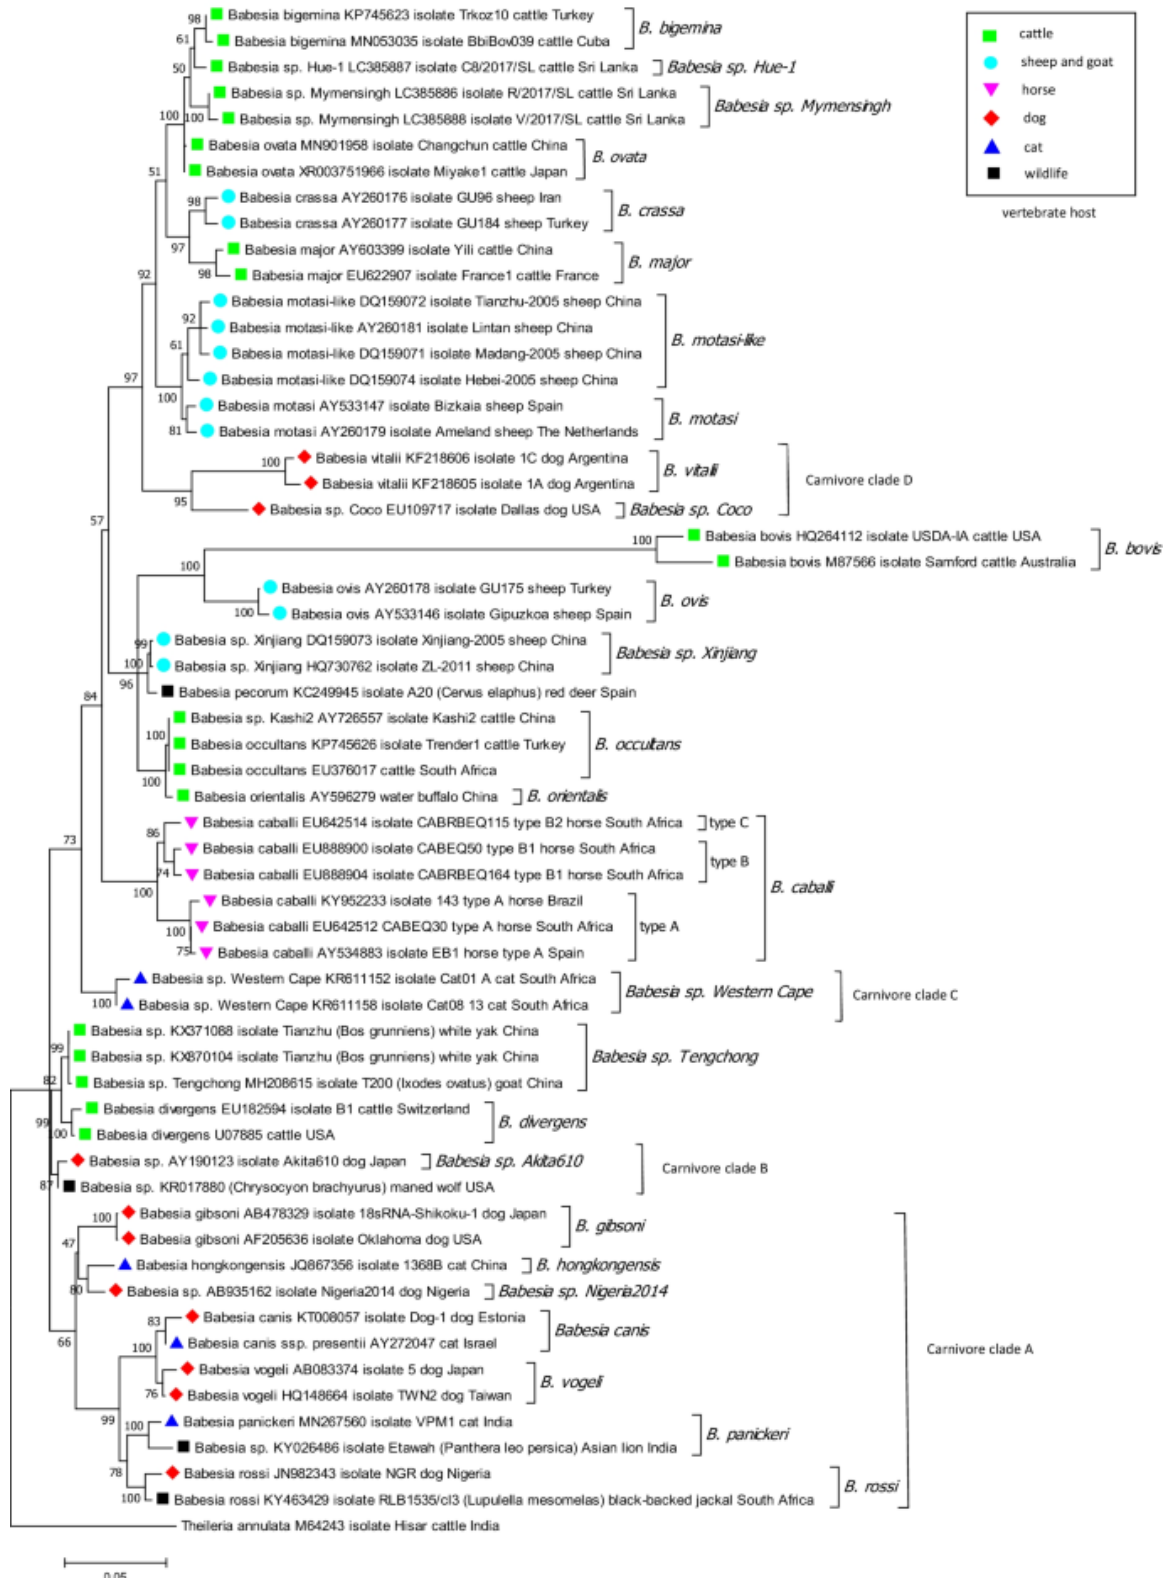 98
Babesia bigemina KP745623 isolate Trkoz10 cattle Turkey
B. bigemina
61
Babesia bigemina MN053035 isolate BbiBov039 cattle Cuba
50
Babesia sp. Hue-1 LC385887 isolate C8/2017/SL cattle Sri Lanka
Babesia sp. Hue-1
Babesia sp. Mymensingh LC385886 isolate R/2017/SL cattle Sri Lanka
Babesia sp. Mymensingh
100 100
Babesia sp. Mymensingh LC385888 isolate V/2017/SL cattle Sri Lanka
Babesia ovata MN901958 isolate Changchun cattle China
B. ovata
51
Babesia ovata XR003751966 isolate Miyake1 cattle Japan
98
Babesia crassa AY260176 isolate GU96 sheep Iran
B. crassa
Babesia crassa AY260177 isolate GU184 sheep Turkey
97
Babesia major AY603399 isolate Yili cattle China
B. major
92
98
Babesia major EU622907 isolate France1 cattle France
Babesia motasi-like DQ159072 isolate Tianzhu-2005 sheep China
92
Babesia motasi-like AY260181 isolate Lintan sheep China
B. motasi-like
61
Babesia motasi-like DQ159071 isolate Madang-2005 sheep China
97
Babesia motasi-like DQ159074 isolate Hebei-2005 sheep China
100
Babesia motasi AY533147 isolate Bizkaia sheep Spain
B. motasi
81
Babesia motasi AY260179 isolate Ameland sheep The Netherlands
100
Babesia vitalii KF218606 isolate 1C dog Argentina
B. vitalii
Babesia vitalii KF218605 isolate 1A dog Argentina
Carnivore clade D
95
Babesia sp. Coco EU109717 isolate Dallas dog USA
Babesia sp. Coco
57
100
Babesia bovis HQ264112 isolate USDA-IA cattle USA
B. bovis
Babesia bovis M87566 isolate Samford cattle Australia
100
Babesia ovis AY260178 isolate GU175 sheep Turkey
B. ovis
100
Babesia ovis AY533146 isolate Gipuzkoa sheep Spain
99
Babesia sp. Xinjiang DQ159073 isolate Xinjiang-2005 sheep China
Babesia sp. Xinjiang
100
Babesia sp. Xinjiang HQ730762 isolate ZL-2011 sheep China
96
Babesia pecorum KC249945 isolate A20 (Cervus elaphus) red deer Spain
84
Babesia sp. Kashi2 AY726557 isolate Kashi2 cattle China
100
Babesia occultans KP745626 isolate Trender1 cattle Turkey
B. occultans
Babesia occultans EU376017 cattle South Africa
100
Babesia orientalis AY596279 water buffalo China
B. orientalis
Babesia caballi EU642514 isolate CABRBEQ115 type B2 horse South Africa
type C
73
86
Babesia caballi EU888900 isolate CABEQ50 type B1 horse South Africa
type B
74
Babesia caballi EU888904 isolate CABRBEQ164 type B1 horse South Africa
B. caballi
100
Babesia caballi KY952233 isolate 143 type A horse Brazil
100
Babesia caballi EU642512 CABEQ30 type A horse South Africa
type A
75
Babesia caballi AY534883 isolate EB1 horse type A Spain
Babesia sp. Western Cape KR611152 isolate Cat01 A cat South Africa
Babesia sp. Western Cape
Carnivore clade C
100
Babesia sp. Western Cape KR611158 isolate Cat08 13 cat South Africa
Babesia sp. KX371068 isolate Tianzhu (Bos grunniens) white yak China
99
Babesia sp. KX870104 isolate Tianzhu (Bos grunniens) white yak China
Babesia sp. Tengchong
82
Babesia sp. Tengchong MH208615 isolate T200 (Ixodes ovatus) goat China
Babesia divergens EU182594 isolate B1 cattle Switzerland
B. divergens
99
100
Babesia divergens U07885 cattle USA
Babesia sp. AY190123 isolate Akita610 dog Japan
Babesia sp. Akita610
Carnivore clade B
87
Babesia sp. KR017880 (Chrysocyon brachyurus) maned wolf USA
100
Babesia gibsoni AB478329 isolate 18sRNA-Shikoku-1 dog Japan
B. gibsoni
47
Babesia gibsoni AF205636 isolate Oklahoma dog USA
Babesia hongkongensis JQ867356 isolate 1368B cat China
B. hongkongensis
80
Babesia sp. AB935162 isolate Nigeria2014 dog Nigeria
Babesia sp. Nigeria2014
83
Babesia canis KT008057 isolate Dog-1 dog Estonia
Babesia canis
66
100
Babesia canis ssp. presentii AY272047 cat Israel
Carnivore clade A
Babesia vogeli AB083374 isolate 5 dog Japan
B. vogeli
76
Babesia vogeli HQ148664 isolate TWN2 dog Taiwan
99
100
Babesia panickeri MN267560 isolate VPM1 cat India
B. panickeri
Babesia sp. KY026486 isolate Etawah (Panthera leo persica) Asian lion India
78
Babesia rossi JN982343 isolate NGR dog Nigeria
B. rossi
100
Babesia rossi KY463429 isolate RLB1535/cl3 (Lupulella mesomelas) black-backed jackal South Africa
Theileria annulata M64243 isolate Hisar cattle India
0.05
cattle
sheep and goat
horse
dog
cat
wildlife
vertebrate host